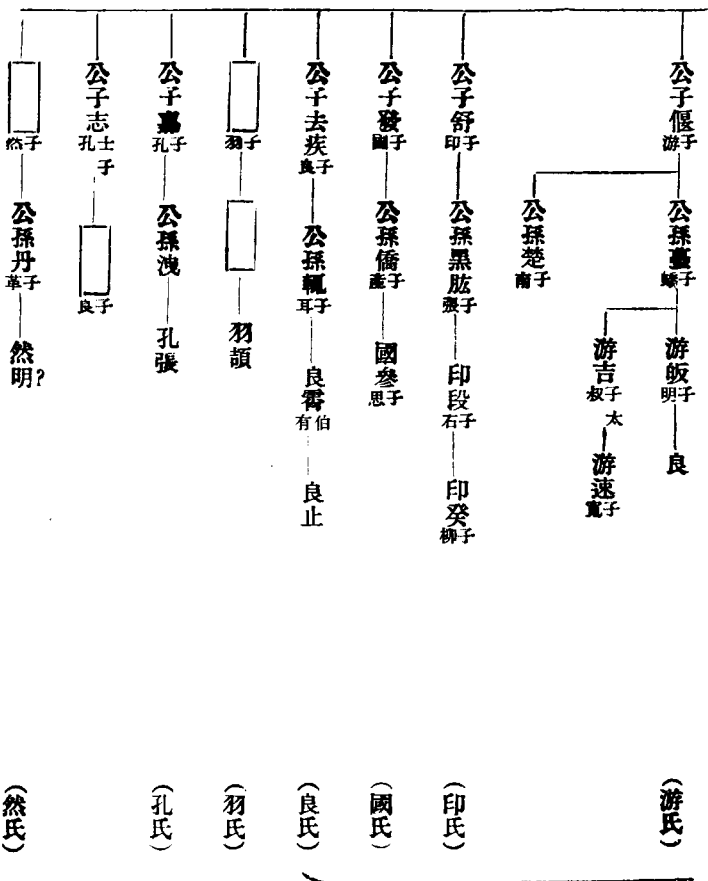 公子偃 子游
公孫蠆 子蟜
游眅 子明
良
游吉 子太叔
游速 子寬
公孫楚 子南
(游氏)
公子舒 子印
公孫黑肱 子張
印段 子石
印癸 子柳
(印氏)
公子發 子國
公孫僑 子產
國參 子思
(國氏)
公子去疾 子良
公孫輒 子耳
良霄 伯有
良止
(良氏)
子羽
羽頡
(羽氏)
公子嘉 子孔
公孫洩
孔張
(孔氏)
公子志 士子孔
子良
子然
公孫丹 子革
然明?
(然氏)